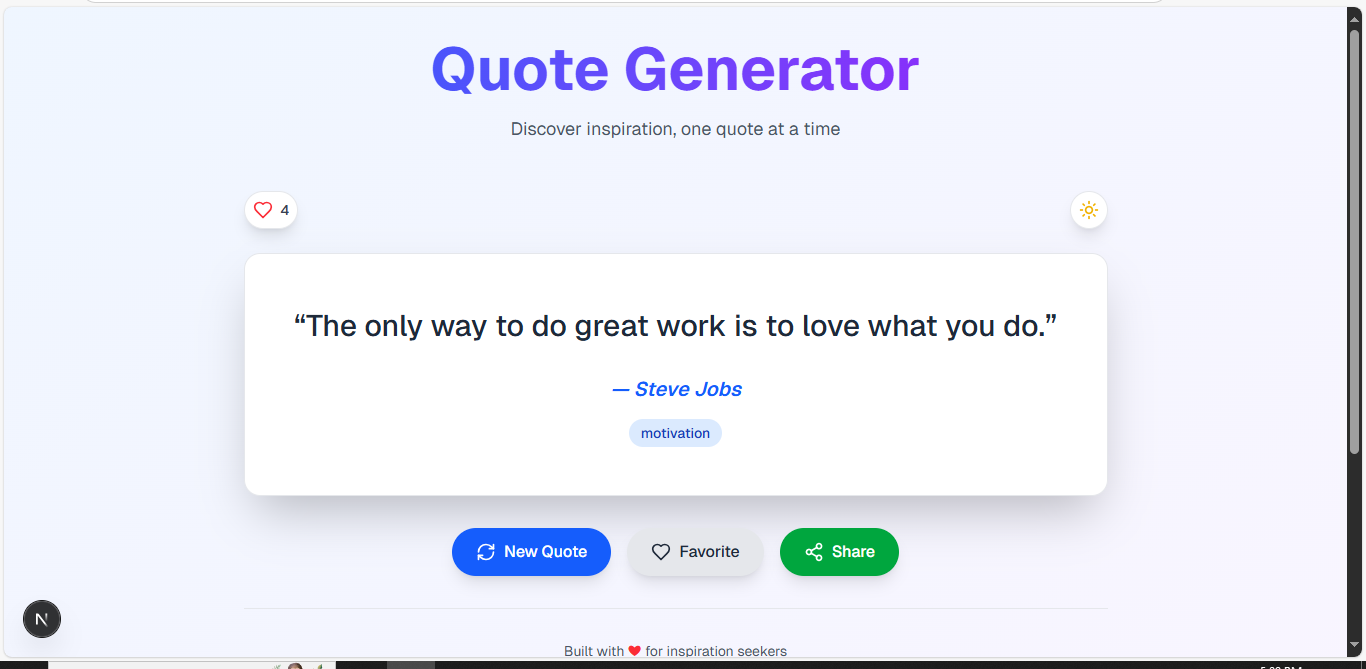 Quote Generator
Discover inspiration, one quote at a time
4
“The only way to do great work is to love what you do.”
— Steve Jobs
motivation
New Quote
Favorite
Share
N
Built with ❤ for inspiration seekers